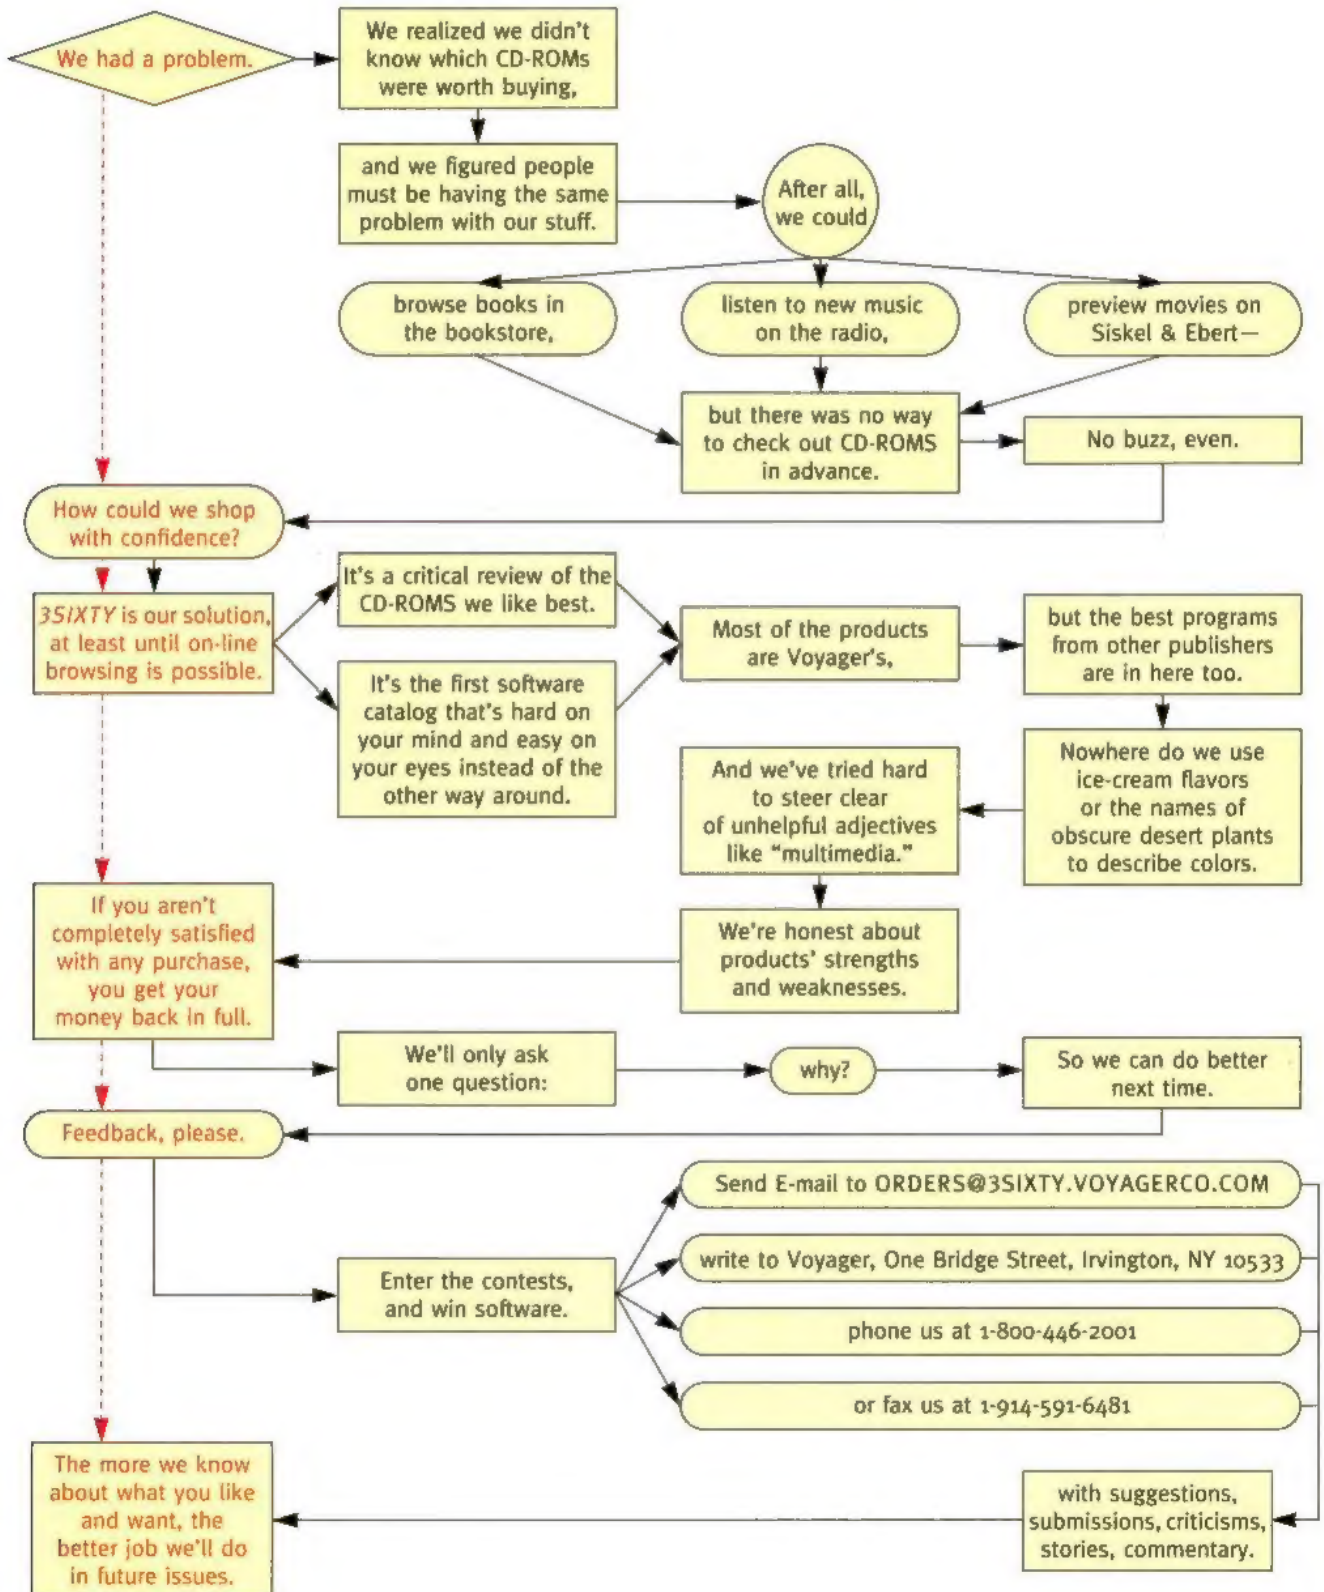 We had a problem.
We realized we didn't
know which CD-ROMs
were worth buying,
and we figured people
must be having the same
problem with our stuff.
After all,
we could
browse books in
the bookstore,
listen to new music
on the radio,
preview movies on
Siskel & Ebert—
but there was no way
to check out CD-ROMS
in advance.
No buzz, even.
How could we shop
with confidence?
3SIXTY is our solution,
at least until on-line
browsing is possible.
It's a critical review of the
CD-ROMS we like best.
It's the first software
catalog that's hard on
your mind and easy on
your eyes instead of the
other way around.
Most of the products
are Voyager's,
but the best programs
from other publishers
are in here too.
Nowhere do we use
ice-cream flavors
or the names of
obscure desert plants
to describe colors.
And we've tried hard
to steer clear
of unhelpful adjectives
like “multimedia.”
We're honest about
products' strengths
and weaknesses.
If you aren't
completely satisfied
with any purchase,
you get your
money back in full.
We'll only ask
one question:
why?
So we can do better
next time.
Feedback, please.
Enter the contests,
and win software.
Send E-mail to ORDERS@3SIXTY.VOYAGERCO.COM
write to Voyager, One Bridge Street, Irvington, NY 10533
phone us at 1-800-446-2001
or fax us at 1-914-591-6481
with suggestions,
submissions, criticisms,
stories, commentary.
The more we know
about what you like
and want, the
better job we'll do
in future issues.